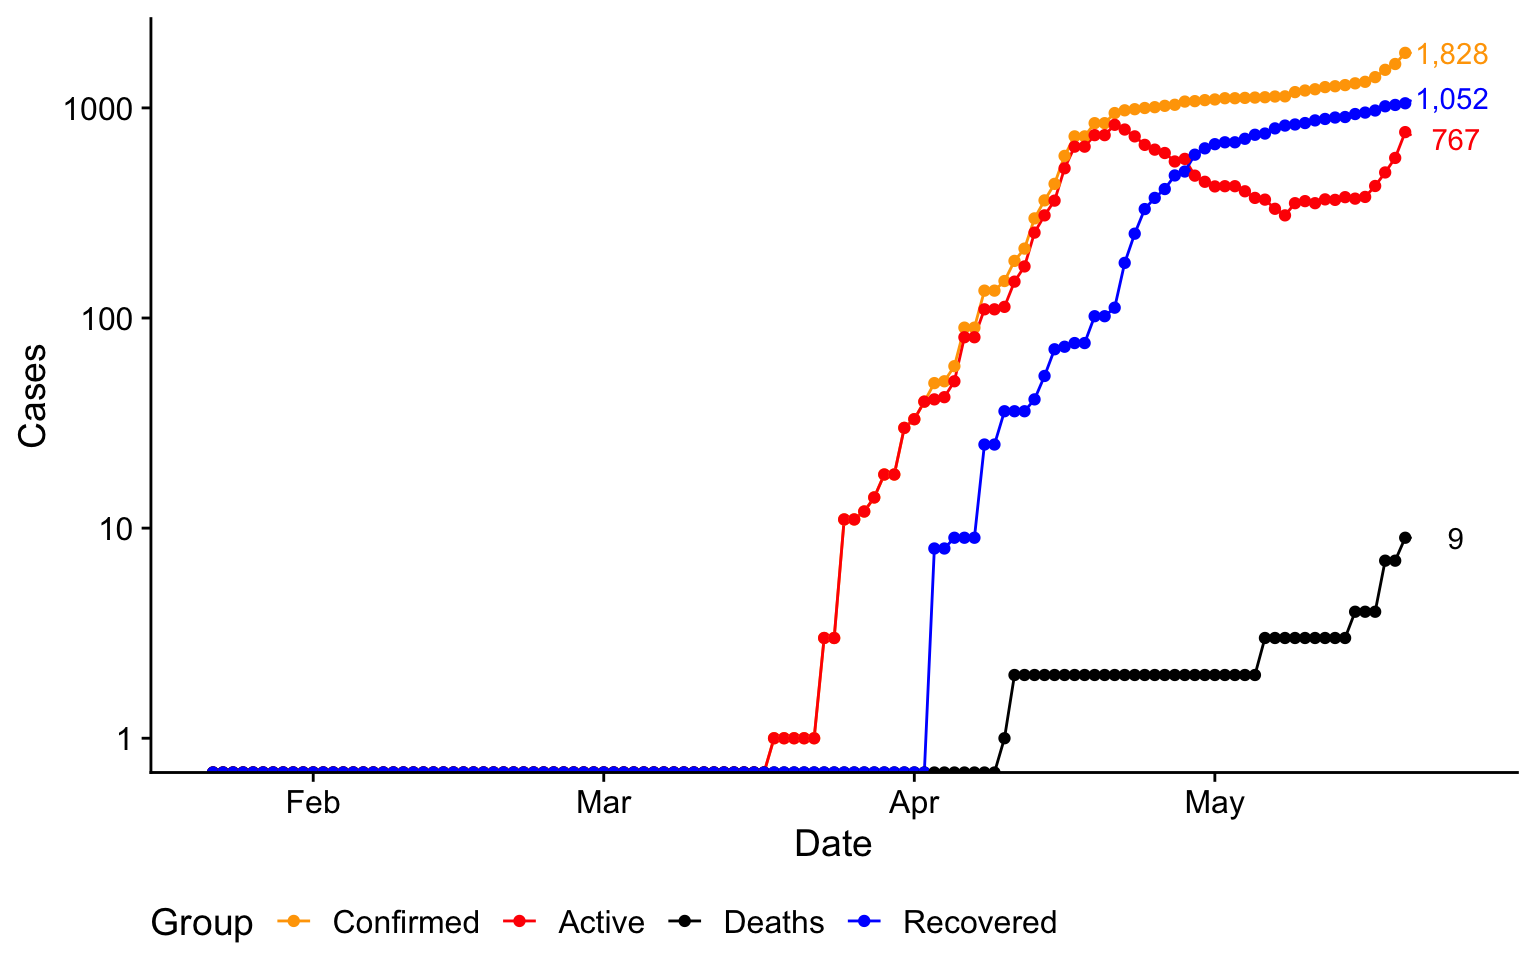 1,828
1000
1,052
767
100
Cases
10
9
1
Feb Mar Apr May
Date
Group Confirmed Active Deaths Recovered